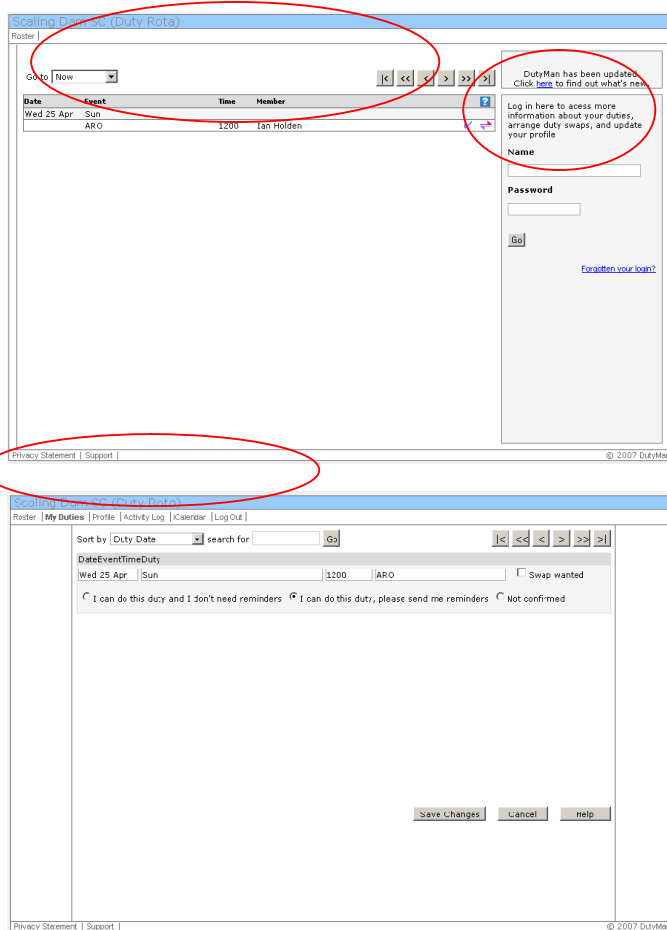 Scaling Dam SC (Duty Rota)
Roster |
Go to Now
|< << < > >> >|
Date Event Time Member ?
Wed 25 Apr Sun
ARO 1200 Ian Holden
DutyMan has been updated
Click here to find out what's new.
Log in here to acess more
information about your duties,
arrange duty swaps, and update
your profile
Name
Password
Go
Forgotten your login?
Privacy Statement | Support |
© 2007 DutyMan
Scaling Dam SC (Duty Rota)
Roster | My Duties | Profile | Activity Log | iCalendar | Log Out |
Sort by Duty Date search for Go
|< << < > >> >|
DateEventTimeDuty
Wed 25 Apr Sun 1200 ARO Swap wanted
I can do this duty and I don't need reminders I can do this duty, please send me reminders Not confirmed
Save Changes Cancel Help
Privacy Statement | Support |
© 2007 DutyMan